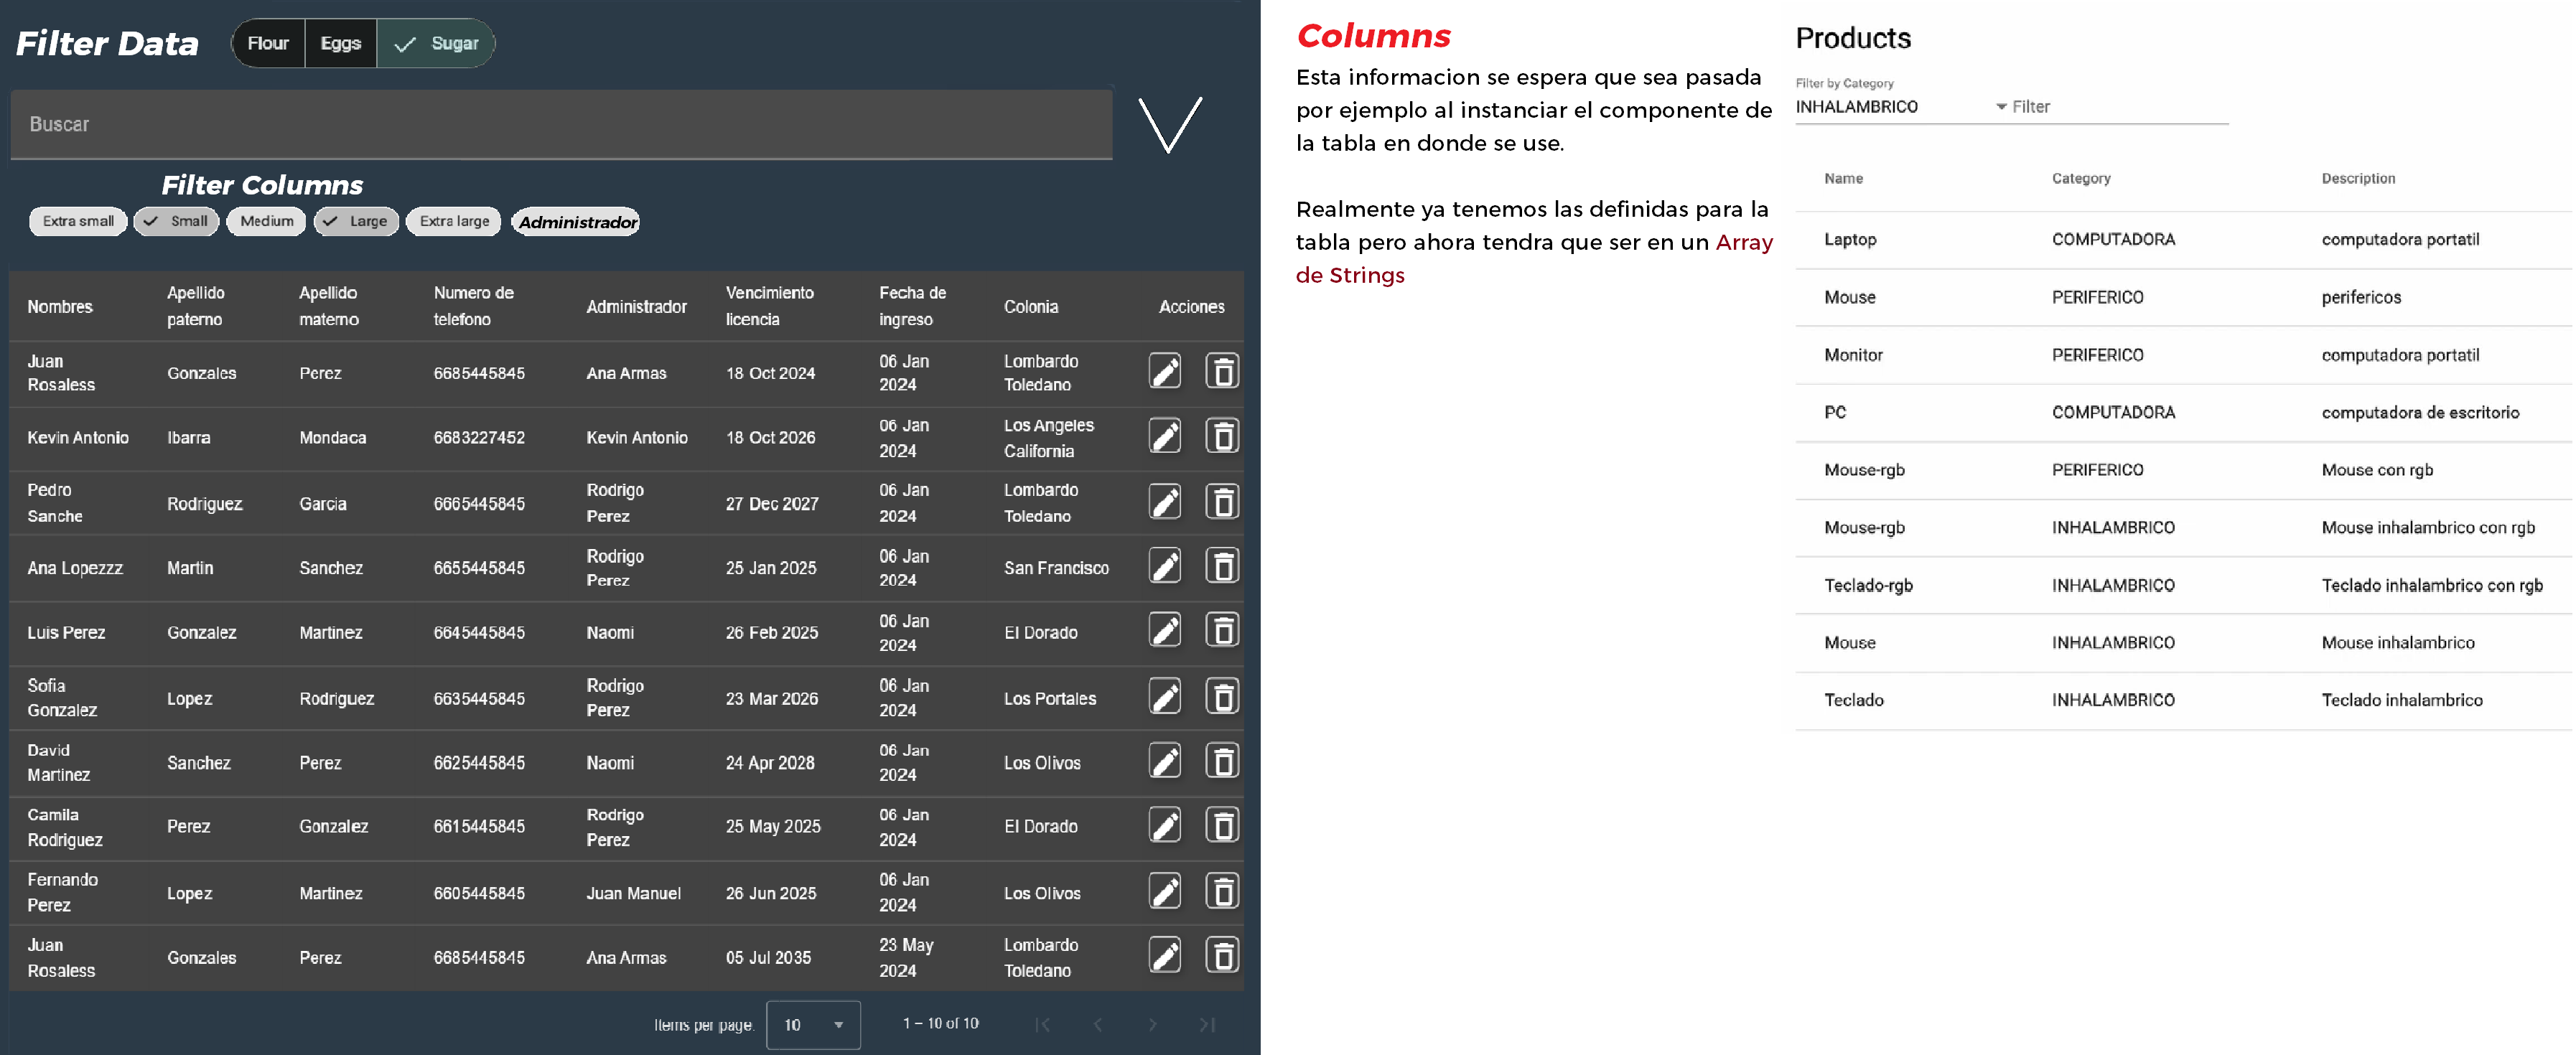 Filter Data
Flour
Eggs
Sugar
Buscar
Filter Columns
Extra small
Small
Medium
Large
Extra large
Administrador
Nombres Apellido paterno Apellido materno Numero de telefono Administrador Vencimiento licencia Fecha de ingreso Colonia Acciones
Juan Rosaless Gonzales Perez 6685445845 Ana Armas 18 Oct 2024 06 Jan 2024 Lombardo Toledano
Kevin Antonio Ibarra Mondaca 6683227452 Kevin Antonio 18 Oct 2026 06 Jan 2024 Los Angeles California
Pedro Sanche Rodriguez Garcia 6665445845 Rodrigo Perez 27 Dec 2027 06 Jan 2024 Lombardo Toledano
Ana Lopezzz Martin Sanchez 6655445845 Rodrigo Perez 25 Jan 2025 06 Jan 2024 San Francisco
Luis Perez Gonzalez Martinez 6645445845 Naomi 26 Feb 2025 06 Jan 2024 El Dorado
Sofia Gonzalez Lopez Rodriguez 6635445845 Rodrigo Perez 23 Mar 2026 06 Jan 2024 Los Portales
David Martinez Sanchez Perez 6625445845 Naomi 24 Apr 2028 06 Jan 2024 Los Olivos
Camila Rodriguez Perez Gonzalez 6615445845 Rodrigo Perez 25 May 2025 06 Jan 2024 El Dorado
Fernando Perez Lopez Martinez 6605445845 Juan Manuel 26 Jun 2025 06 Jan 2024 Los Olivos
Juan Rosaless Gonzales Perez 6685445845 Ana Armas 05 Jul 2035 23 May 2024 Lombardo Toledano
Items per page: 10 1 – 10 of 10
Columns
Esta informacion se espera que sea pasada
por ejemplo al instanciar el componente de
la tabla en donde se use.
Realmente ya tenemos las definidas para la
tabla pero ahora tendra que ser en un Array
de Strings
Products
Filter by Category
INHALAMBRICO Filter
Name Category Description
Laptop COMPUTADORA computadora portatil
Mouse PERIFERICO perifericos
Monitor PERIFERICO computadora portatil
PC COMPUTADORA computadora de escritorio
Mouse-rgb PERIFERICO Mouse con rgb
Mouse-rgb INHALAMBRICO Mouse inhalambrico con rgb
Teclado-rgb INHALAMBRICO Teclado inhalambrico con rgb
Mouse INHALAMBRICO Mouse inhalambrico
Teclado INHALAMBRICO Teclado inhalambrico